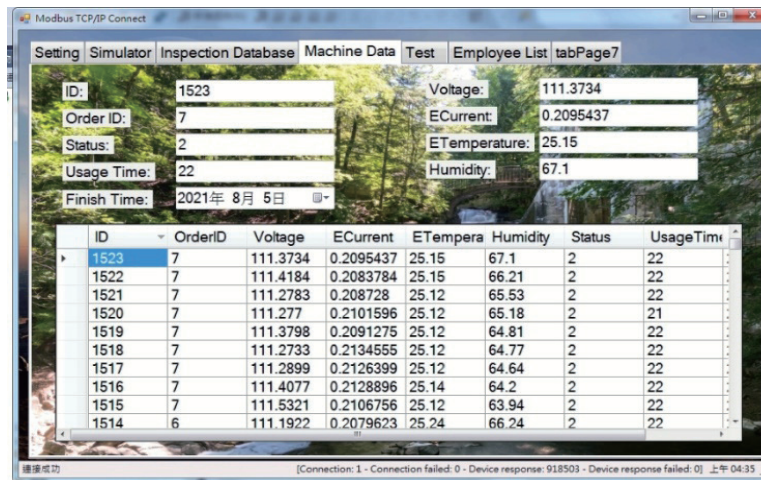 Modbus TCP/IP Connect
Setting Simulator Inspection Database Machine Data Test Employee List tabPage7
ID: 1523 Voltage: 111.3734
Order ID: 7 ECurrent: 0.2095437
Status: 2 ETemperature: 25.15
Usage Time: 22 Humidity: 67.1
Finish Time: 2021年 8月 5日
ID OrderID Voltage ECurrent ETempera Humidity Status UsageTime
1523 7 111.3734 0.2095437 25.15 67.1 2 22
1522 7 111.4184 0.2083784 25.15 66.21 2 22
1521 7 111.2783 0.208728 25.12 65.53 2 22
1520 7 111.277 0.2101596 25.12 65.18 2 21
1519 7 111.3798 0.2091275 25.12 64.81 2 22
1518 7 111.2733 0.2134555 25.12 64.77 2 22
1517 7 111.2899 0.2126399 25.12 64.64 2 22
1516 7 111.4077 0.2128896 25.14 64.2 2 22
1515 7 111.5321 0.2106756 25.12 63.94 2 22
1514 6 111.1922 0.2079623 25.24 66.24 2 22
連接成功 [Connection: 1 - Connection failed: 0 - Device response: 918503 - Device response failed: 0] 上午 04:35